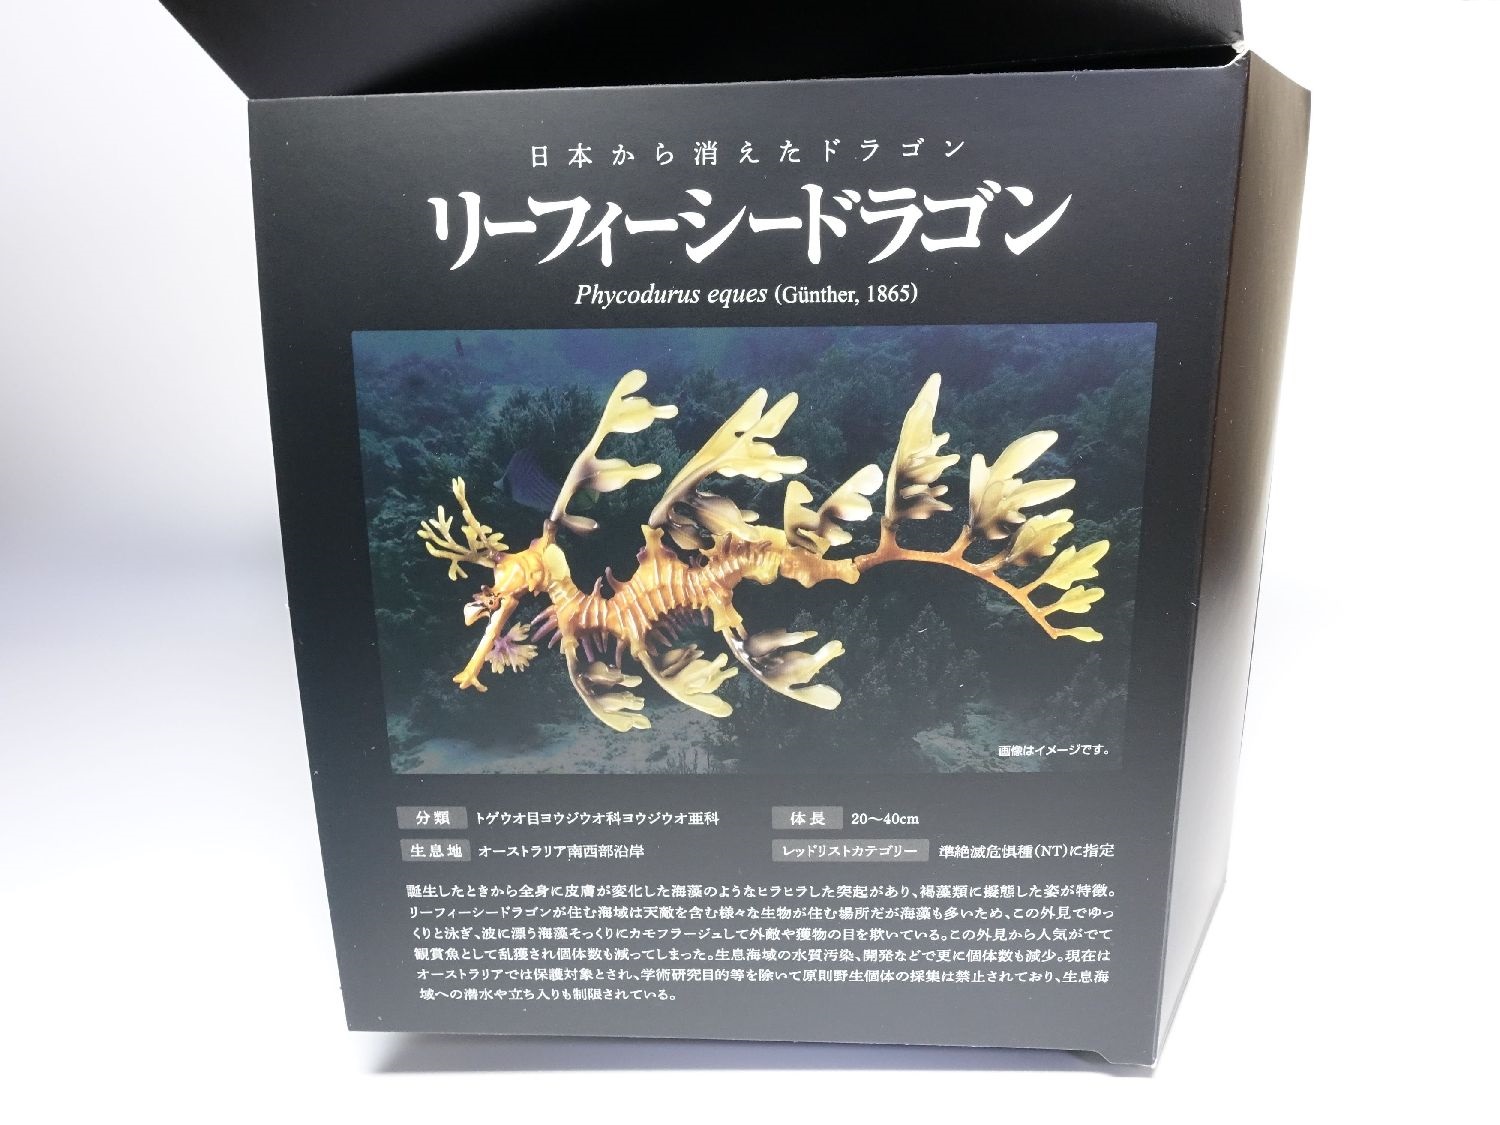 日本から消えたドラゴン
リーフィーシードラゴン
Phycodurus eques (Günther, 1865)
画像はイメージです。
分類 トゲウオ目ヨウジウオ科ヨウジウオ亜科 体長 20〜40cm
生息地 オーストラリア南西部沿岸 レッドリストカテゴリー 準絶滅危惧種(NT)に指定
誕生したときから全身に皮膚が変化した海藻のようなヒラヒラした突起があり、褐藻類に擬態した姿が特徴。
リーフィーシードラゴンが住む海域は天敵を含む様々な生物が住む場所だが海藻も多いため、この外見でゆっ
くりと泳ぎ、波に漂う海藻そっくりにカモフラージュして外敵や獲物の目を欺いている。この外見から人気がでて
観賞魚として乱獲され個体数も減ってしまった。生息海域の水質汚染、開発などで更に個体数も減少。現在は
オーストラリアでは保護対象とされ、学術研究目的等を除いて原則野生個体の採集は禁止されており、生息海
域への潜水や立ち入りも制限されている。